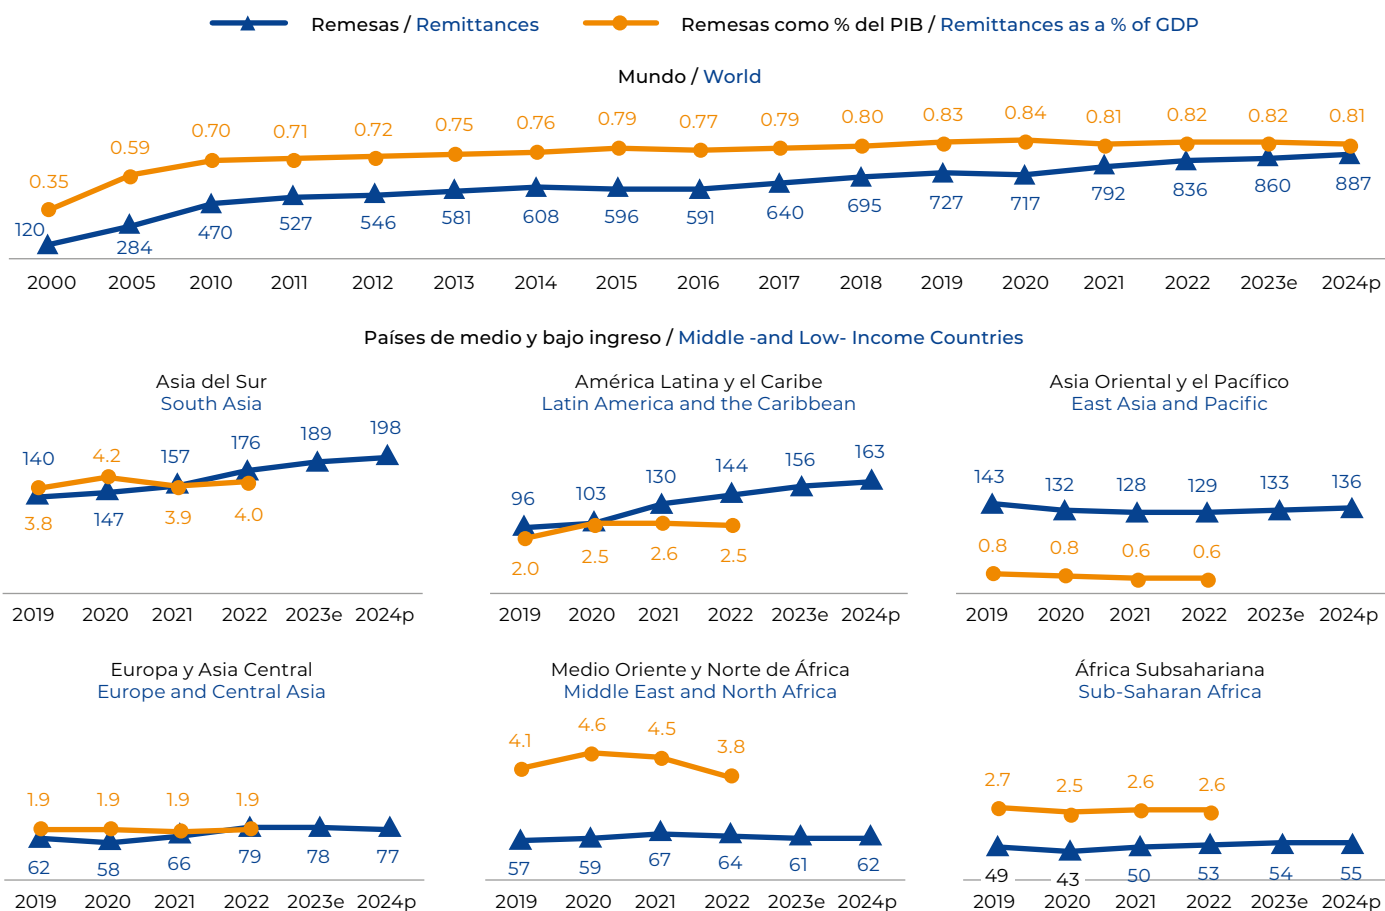 Remesas / Remittances
Remesas como % del PIB / Remittances as a % of GDP
Mundo / World
0.35 0.59 0.70 0.71 0.72 0.75 0.76 0.79 0.77 0.79 0.80 0.83 0.84 0.81 0.82 0.82 0.81
120 284 470 527 546 581 608 596 591 640 695 727 717 792 836 860 887
2000 2005 2010 2011 2012 2013 2014 2015 2016 2017 2018 2019 2020 2021 2022 2023e 2024p
Países de medio y bajo ingreso / Middle -and Low- Income Countries
Asia del Sur
South Asia
140 147 157 176 189 198
3.8 4.2 3.9 4.0
2019 2020 2021 2022 2023e 2024p
América Latina y el Caribe
Latin America and the Caribbean
96 103 130 144 156 163
2.0 2.5 2.6 2.5
2019 2020 2021 2022 2023e 2024p
Asia Oriental y el Pacífico
East Asia and Pacific
143 132 128 129 133 136
0.8 0.8 0.6 0.6
2019 2020 2021 2022 2023e 2024p
Europa y Asia Central
Europe and Central Asia
1.9 1.9 1.9 1.9
62 58 66 79 78 77
2019 2020 2021 2022 2023e 2024p
Medio Oriente y Norte de África
Middle East and North Africa
4.1 4.6 4.5 3.8
57 59 67 64 61 62
2019 2020 2021 2022 2023e 2024p
África Subsahariana
Sub-Saharan Africa
2.7 2.5 2.6 2.6
49 43 50 53 54 55
2019 2020 2021 2022 2023e 2024p